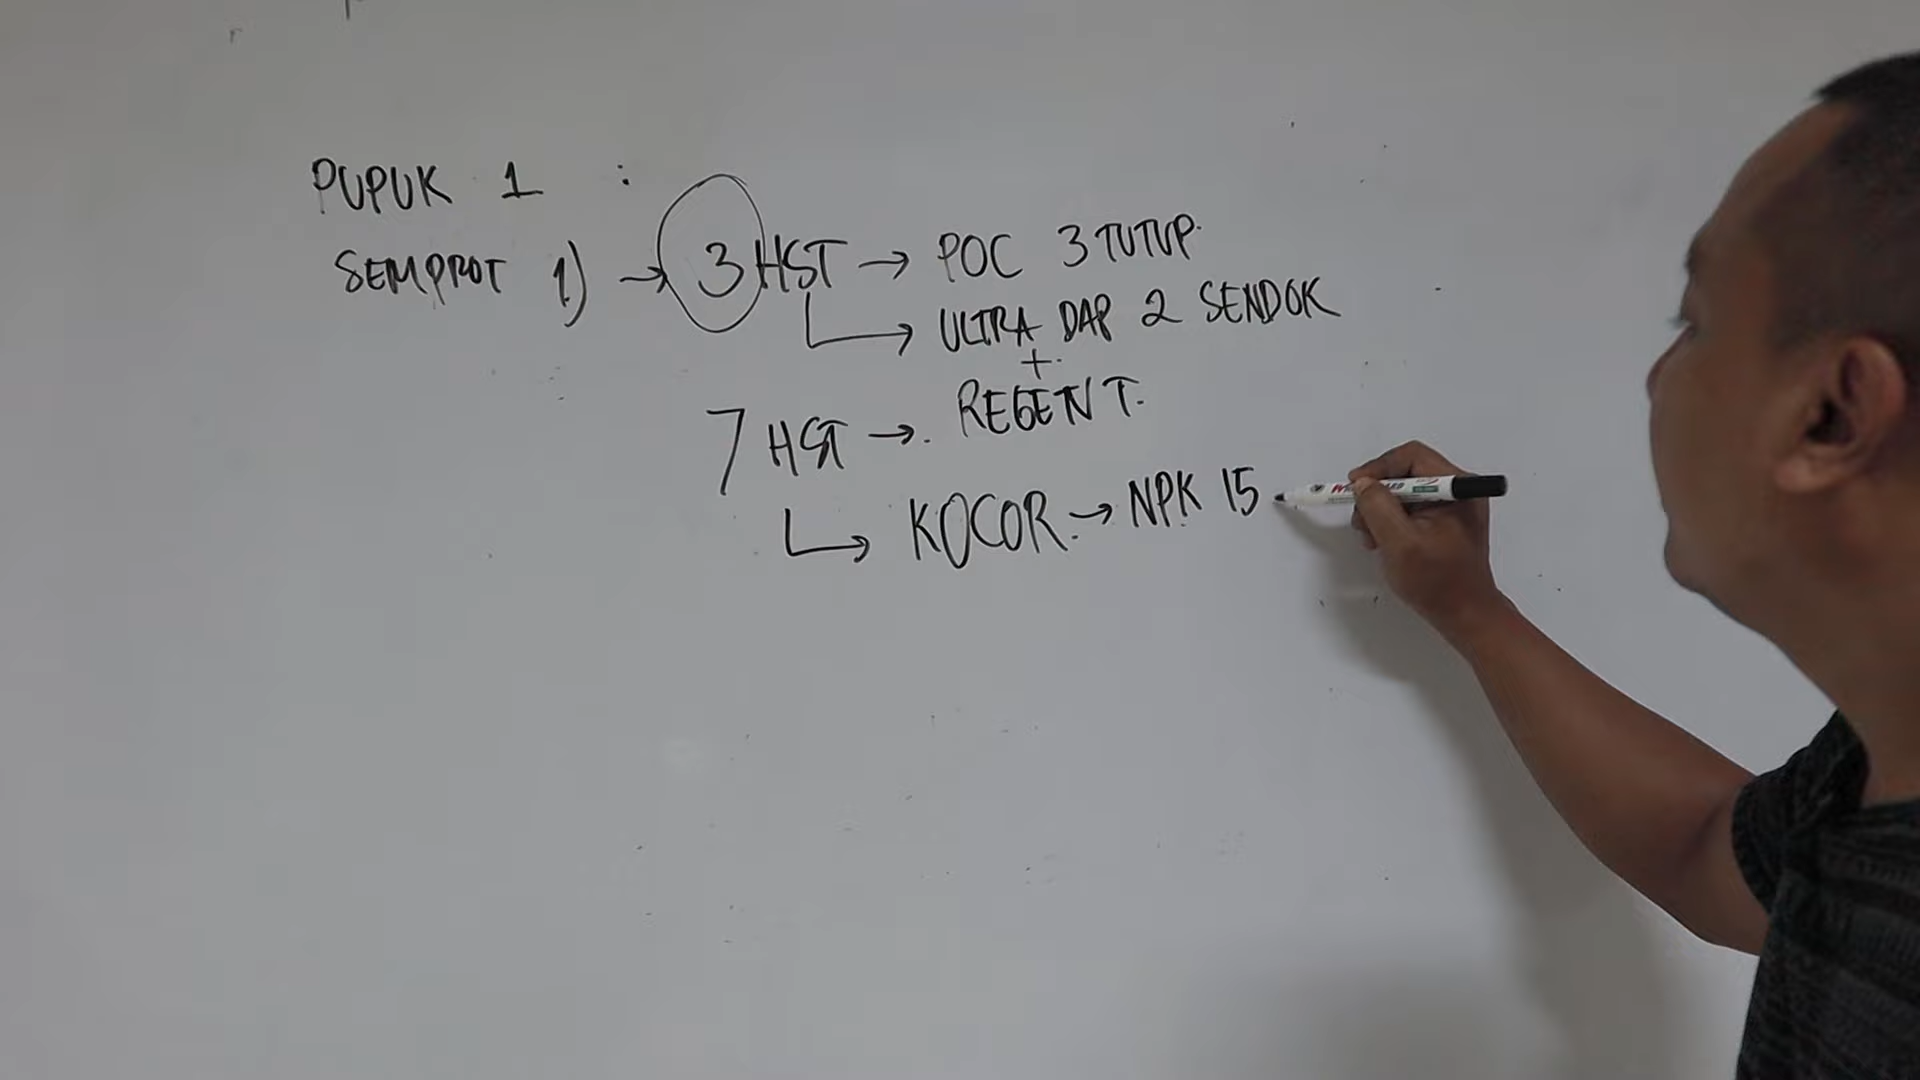 PUPUK 1 :
SEMPROT 1) → 3 HST → POC 3 TUTUP.
ULTRA DAP 2 SENDOK
+
7 HST → . REGENT.
KOCOR. → NPK 15